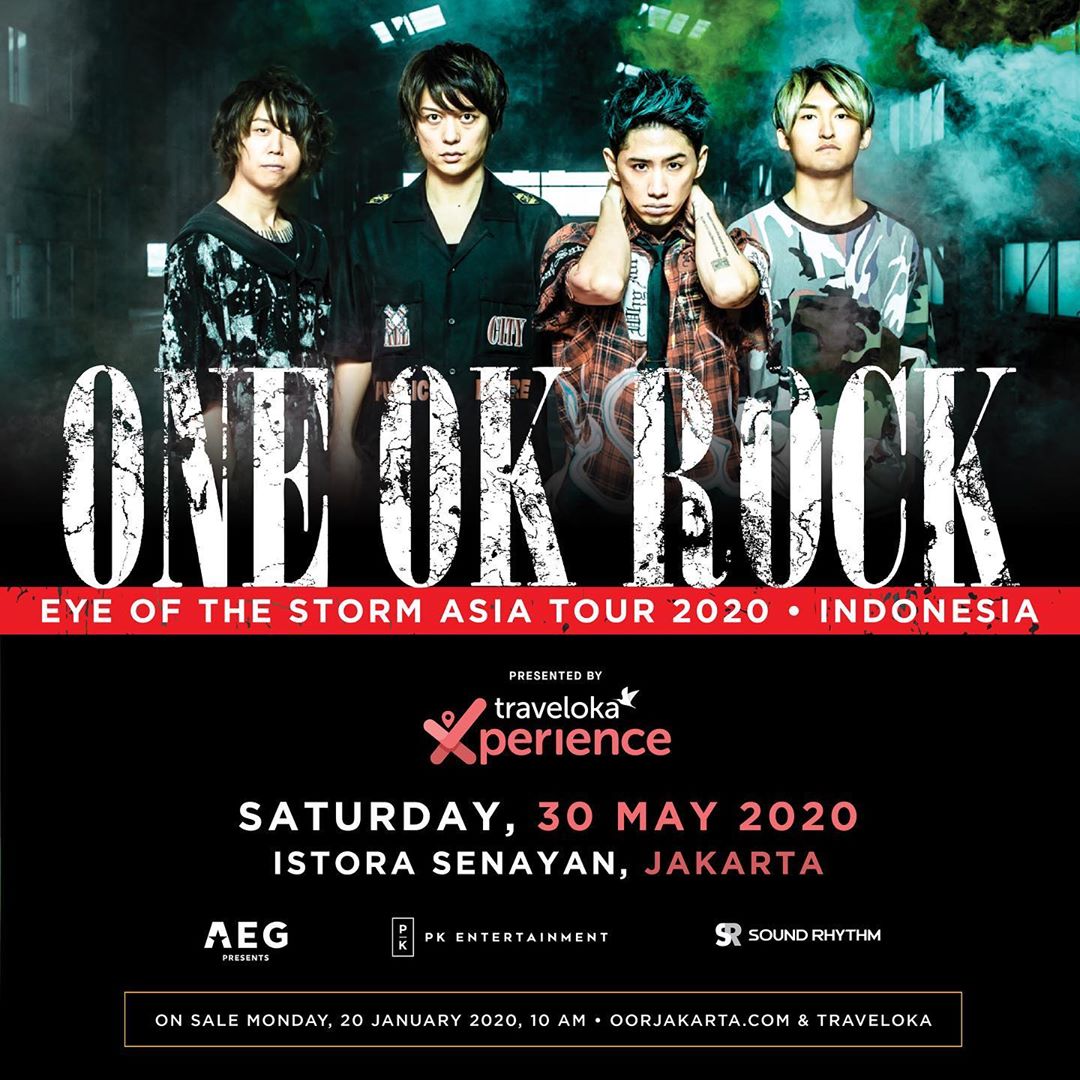 CITY
ONE OK ROCK
EYE OF THE STORM ASIA TOUR 2020 • INDONESIA
PRESENTED BY
traveloka
Xperience
SATURDAY, 30 MAY 2020
ISTORA SENAYAN, JAKARTA
AEG
PRESENTS
P
K
PK ENTERTAINMENT
SR
SOUND RHYTHM
ON SALE MONDAY, 20 JANUARY 2020, 10 AM • OORJAKARTA.COM & TRAVELOKA